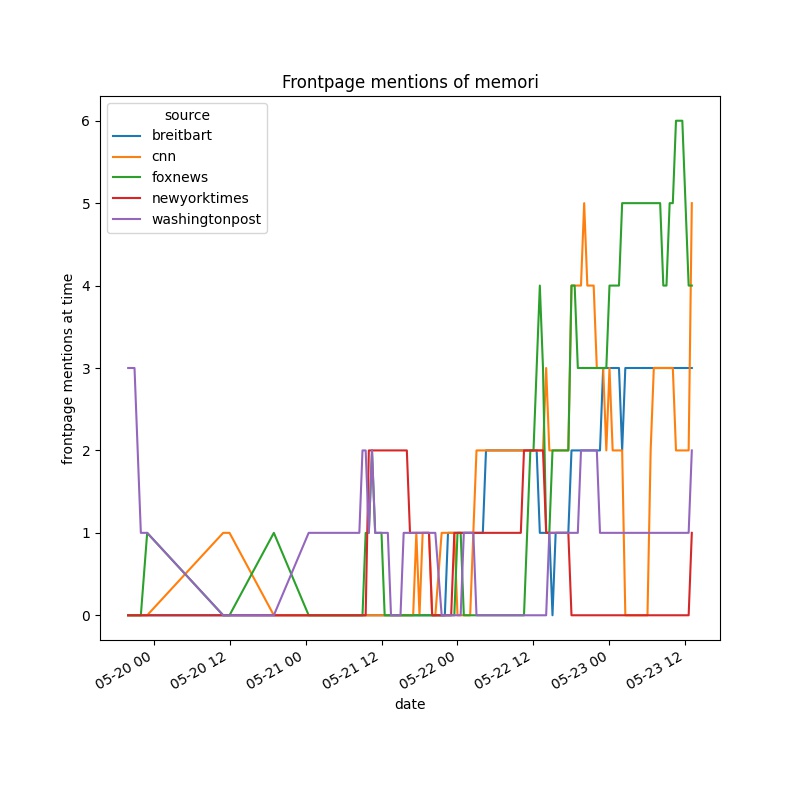 Frontpage mentions of memori
source
breitbart
cnn
foxnews
newyorktimes
washingtonpost
frontpage mentions at time
6
5
4
3
2
1
0
05-20 00
05-20 12
05-21 00
05-21 12
05-22 00
05-22 12
05-23 00
05-23 12
date